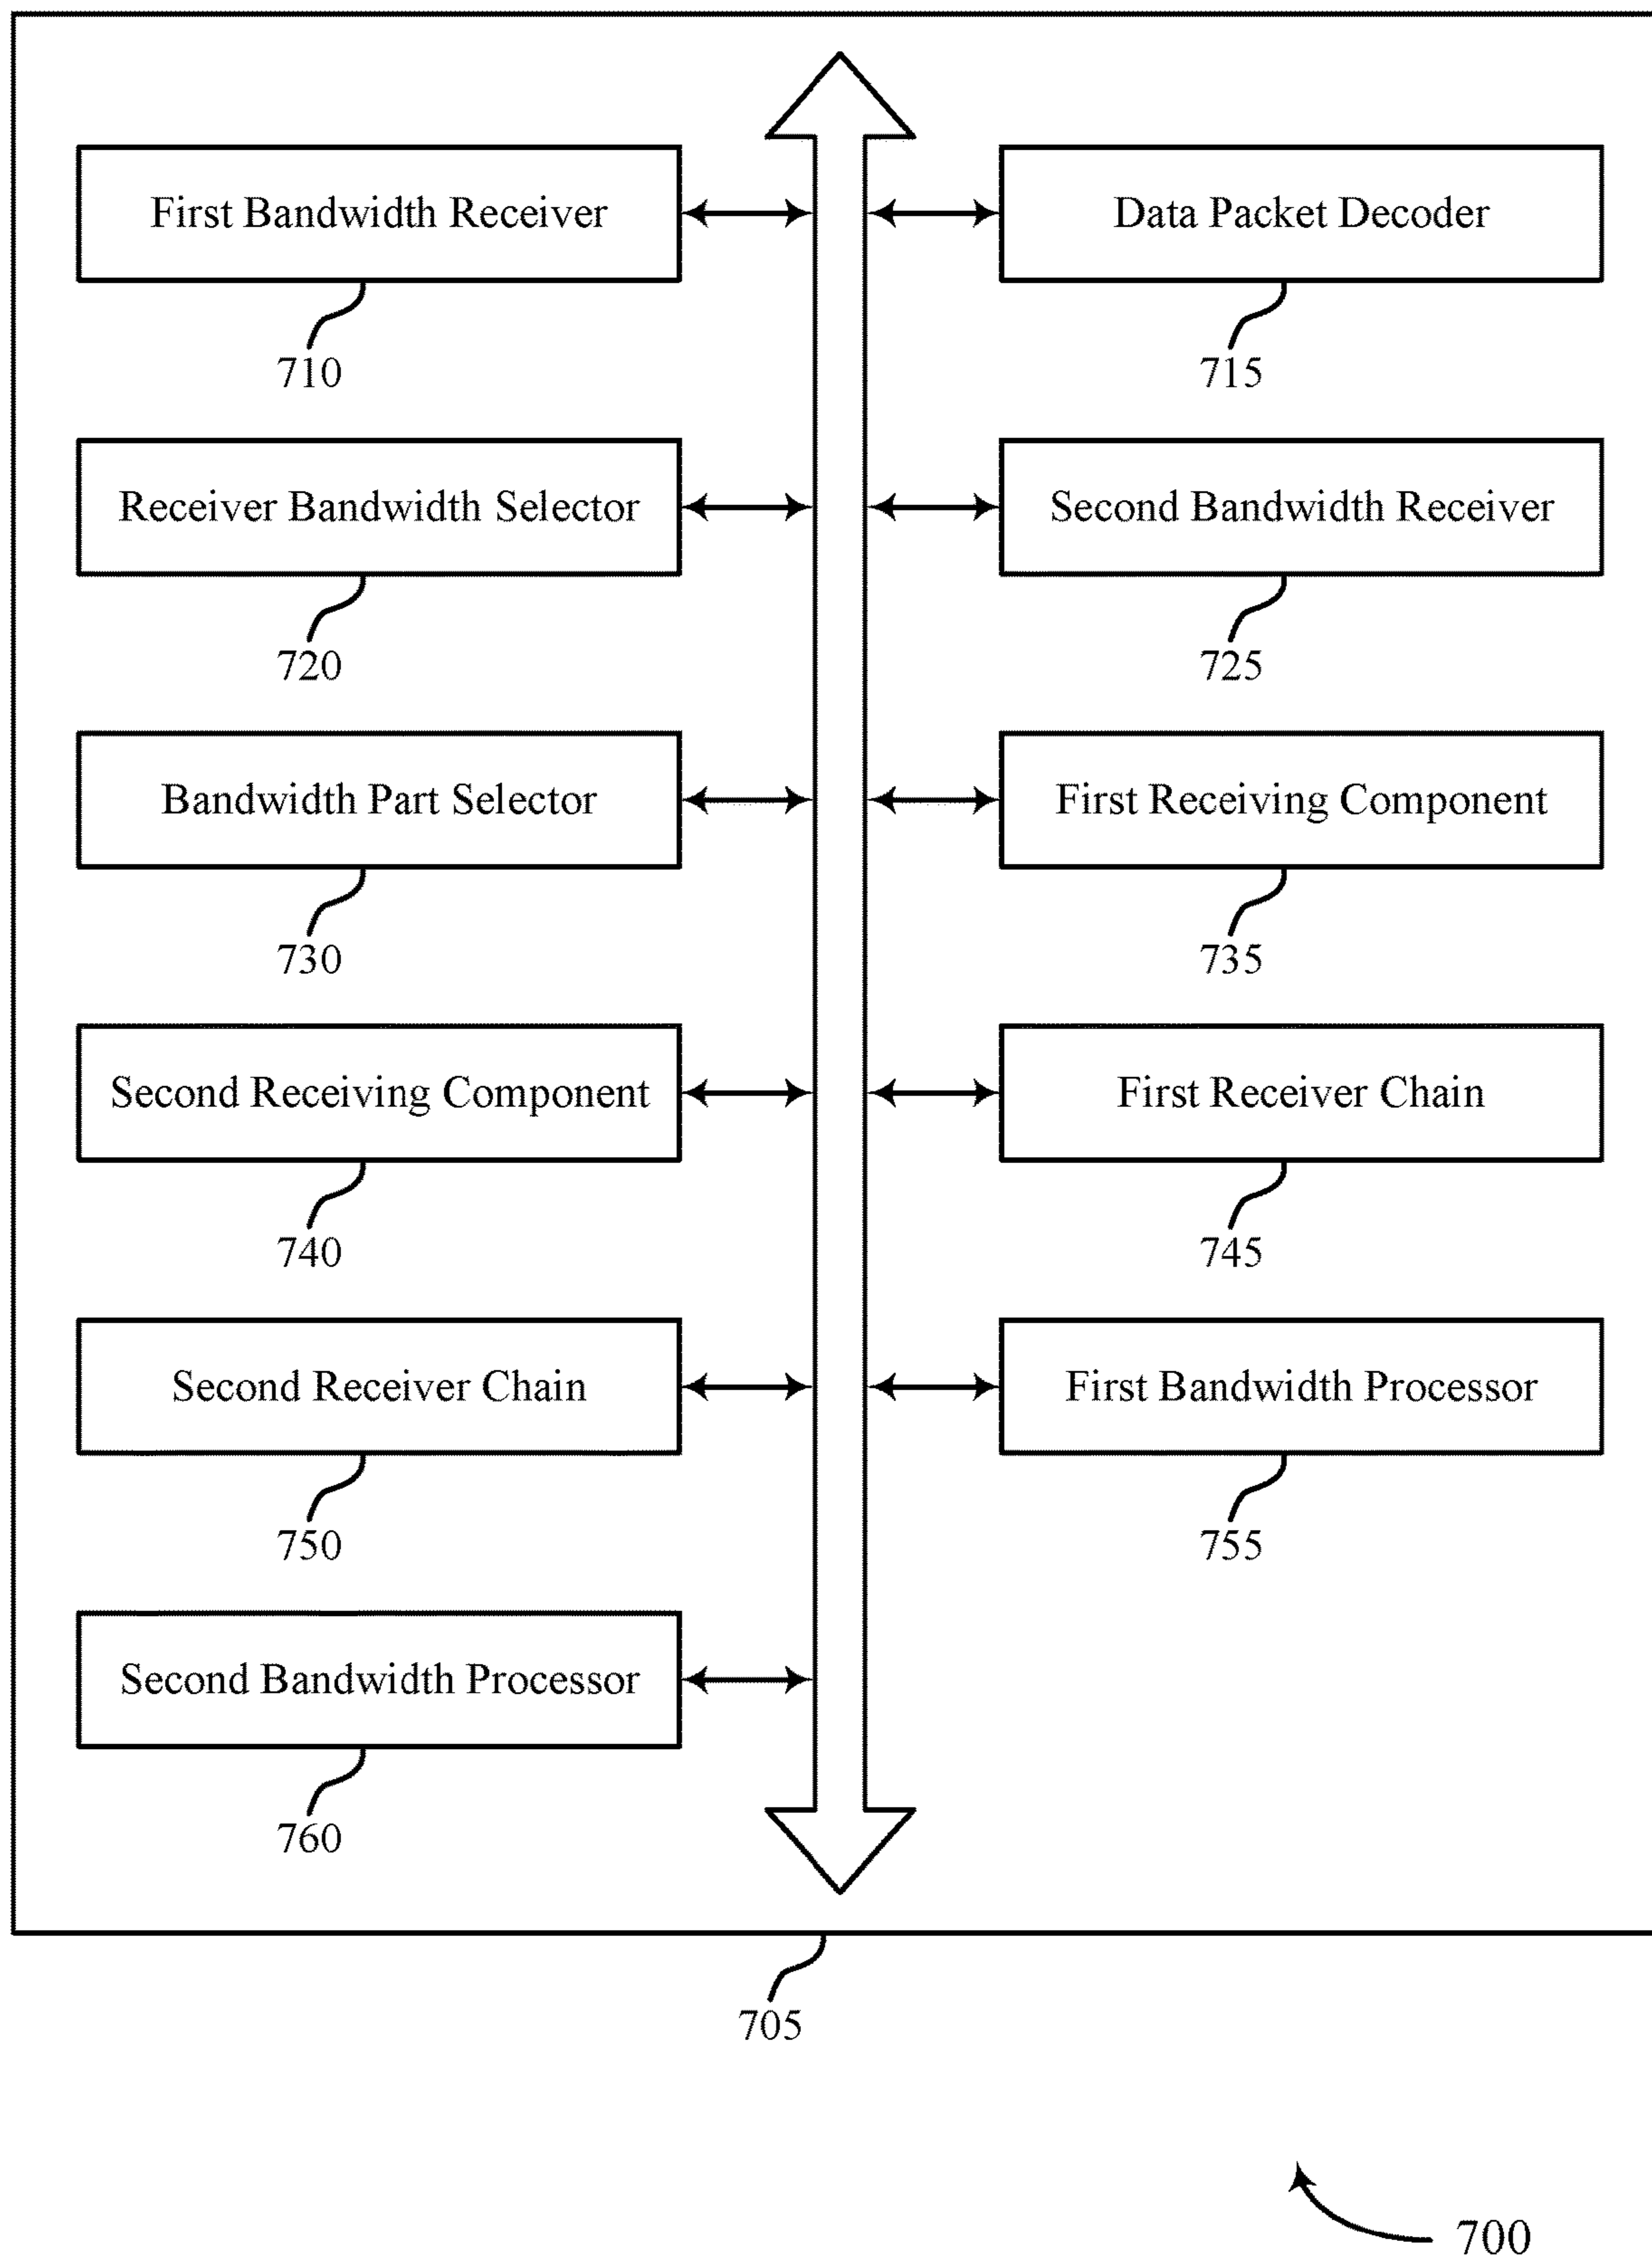 First Bandwidth Receiver
Data Packet Decoder
710
715
Receiver Bandwidth Selector
Second Bandwidth Receiver
720
725
Bandwidth Part Selector
First Receiving Component
730
735
Second Receiving Component
First Receiver Chain
740
745
Second Receiver Chain
First Bandwidth Processor
750
755
Second Bandwidth Processor
760
705
700